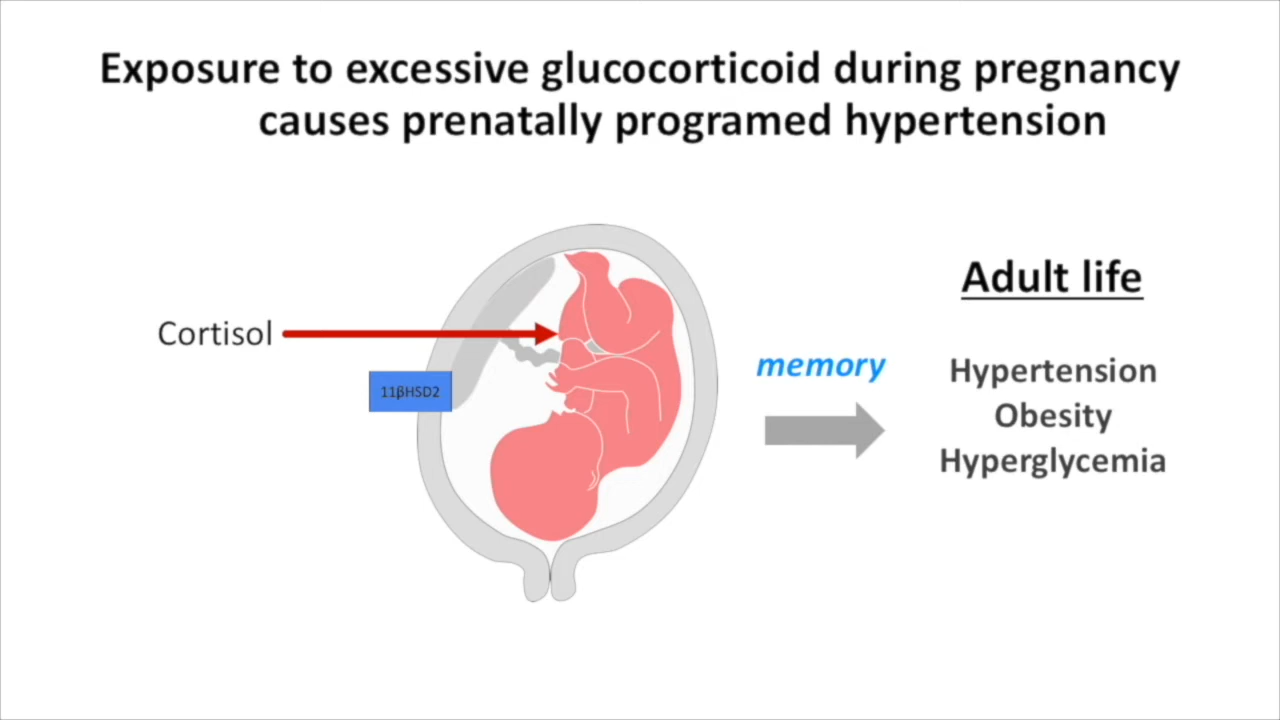 Exposure to excessive glucocorticoid during pregnancy
causes prenatally programed hypertension
Cortisol
11βHSD2
memory
Adult life
Hypertension
Obesity
Hyperglycemia